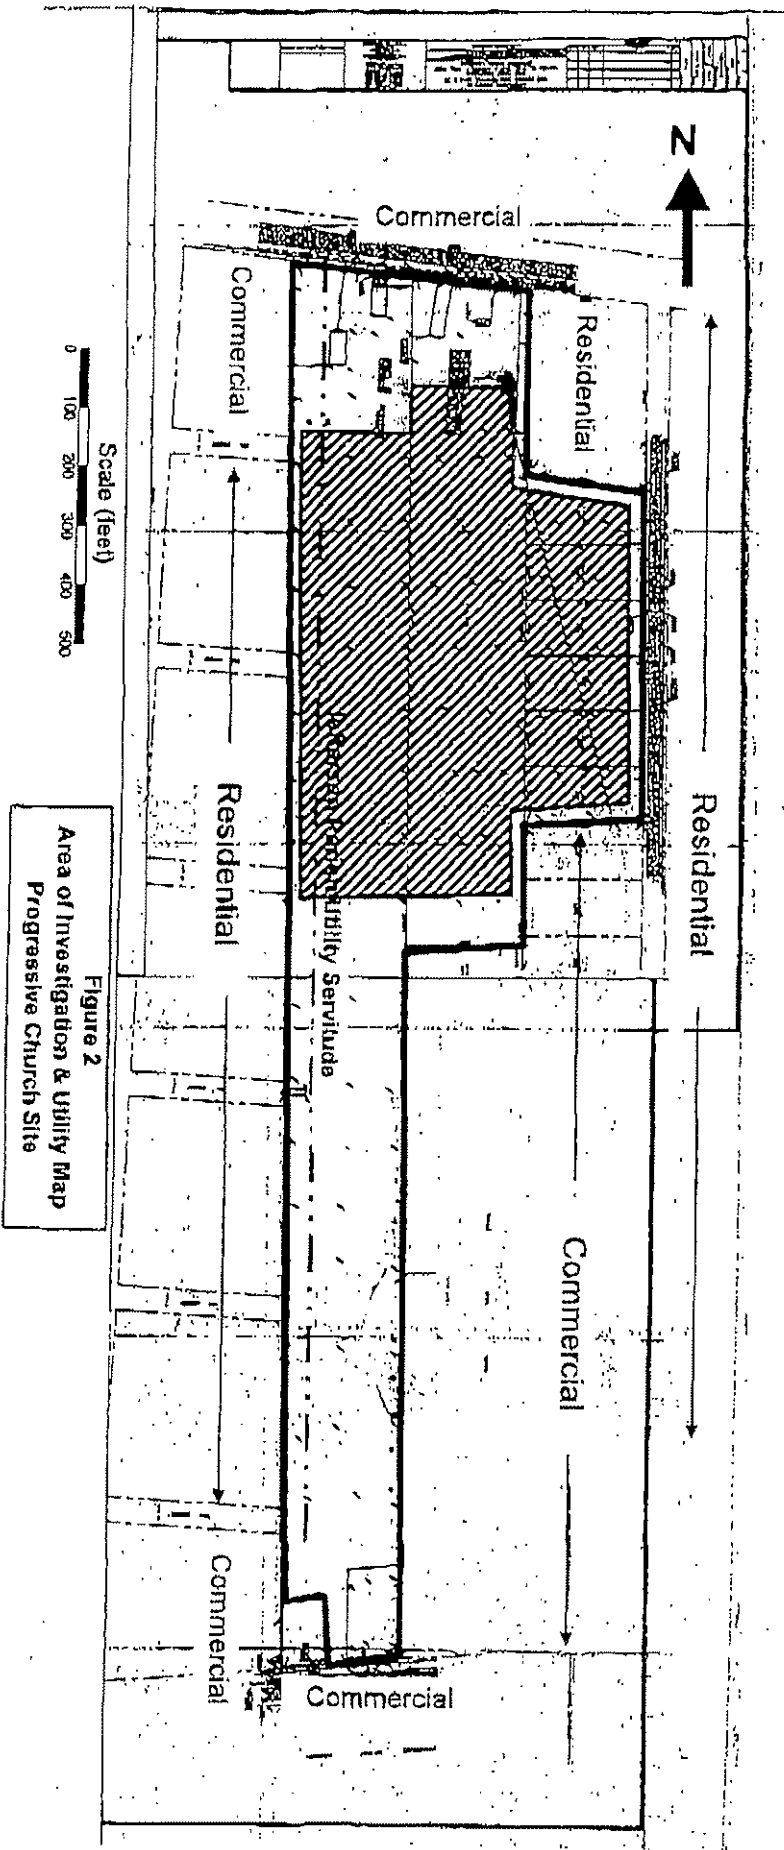 N
Commercial
Commercial
Residential
Residential
Commercial
Residential
Utility Servitude
Commercial
Commercial
0 100 200 300 400 500
Scale (feet)
Figure 2
Area of Investigation & Utility Map
Progressive Church Site